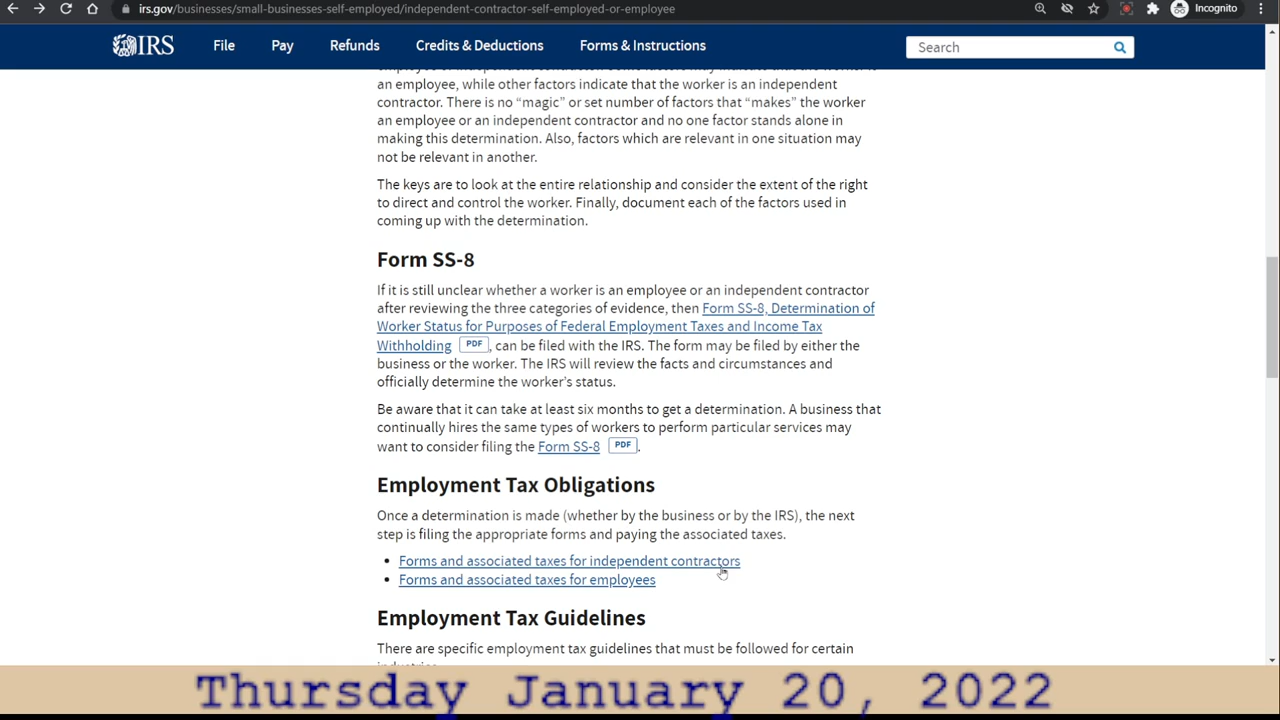 irs.gov/businesses/small-businesses-self-employed/independent-contractor-self-employed-or-employee
Incognito
IRS
File
Pay
Refunds
Credits & Deductions
Forms & Instructions
Search
an employee, while other factors indicate that the worker is an independent
contractor. There is no “magic” or set number of factors that “makes” the worker
an employee or an independent contractor and no one factor stands alone in
making this determination. Also, factors which are relevant in one situation may
not be relevant in another.
The keys are to look at the entire relationship and consider the extent of the right
to direct and control the worker. Finally, document each of the factors used in
coming up with the determination.
Form SS-8
If it is still unclear whether a worker is an employee or an independent contractor
after reviewing the three categories of evidence, then Form SS-8, Determination of
Worker Status for Purposes of Federal Employment Taxes and Income Tax
Withholding PDF, can be filed with the IRS. The form may be filed by either the
business or the worker. The IRS will review the facts and circumstances and
officially determine the worker’s status.
Be aware that it can take at least six months to get a determination. A business that
continually hires the same types of workers to perform particular services may
want to consider filing the Form SS-8 PDF.
Employment Tax Obligations
Once a determination is made (whether by the business or by the IRS), the next
step is filing the appropriate forms and paying the associated taxes.
• Forms and associated taxes for independent contractors
• Forms and associated taxes for employees
Employment Tax Guidelines
There are specific employment tax guidelines that must be followed for certain
Thursday January 20, 2022